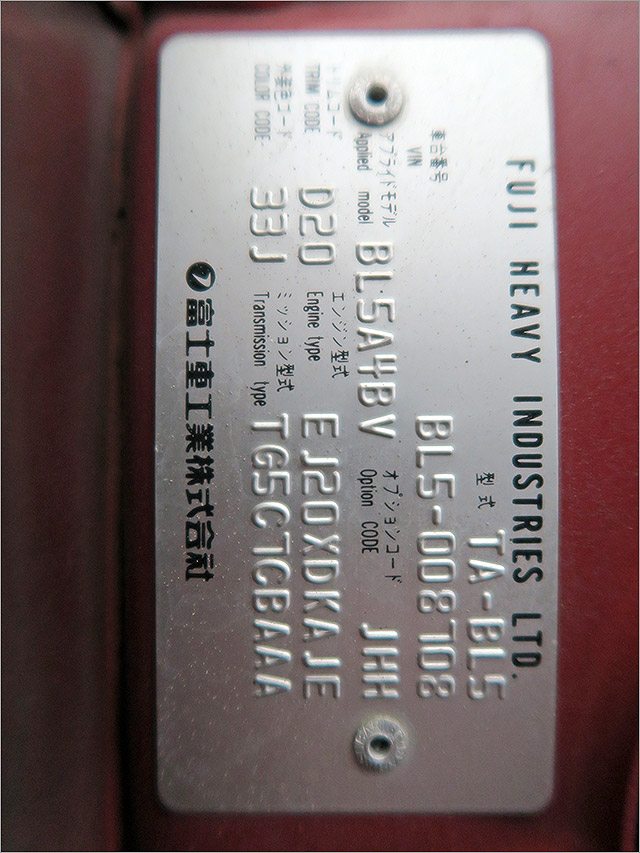 FUJI HEAVY INDUSTRIES LTD.
型式 TA-BL5
車台番号
VIN BL5-008708
アプライドモデル オプションコード
Applied model BL5A4BV Option CODE JHH
トリムコード エンジン型式
TRIM CODE D20 Engine type EJ20XDKAJE
外装色コード ミッション型式
COLOR CODE 33J Transmission type TG5C7CBAAA
富士重工業株式会社